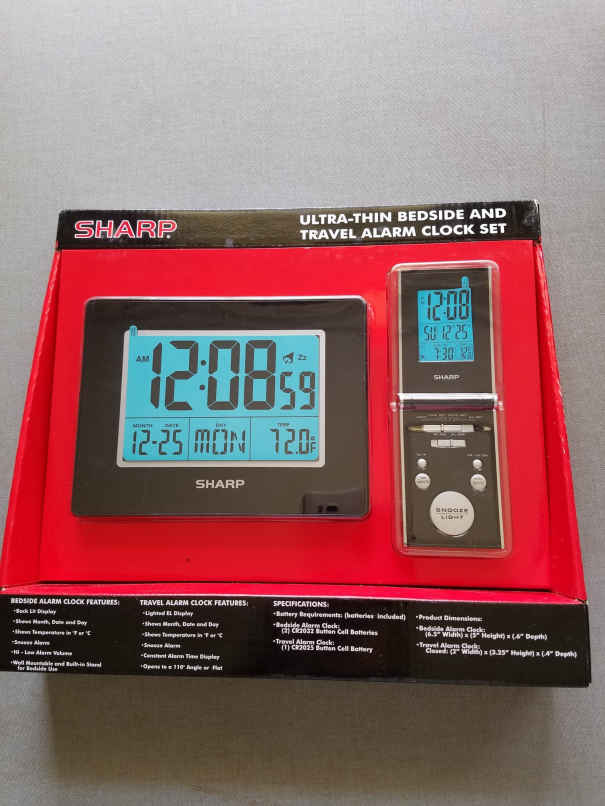 SHARP
ULTRA-THIN BEDSIDE AND
TRAVEL ALARM CLOCK SET
AM 12:08 59 Zz
MONTH DATE DAY TEMP
12-25 MON 72.0°F
SHARP
12:08
SU 12 25
7:30
SHARP
SNOOZE
LIGHT
BEDSIDE ALARM CLOCK FEATURES:
•Back Lit Display
•Shows Month, Date and Day
•Shows Temperature in °F or °C
•Snooze Alarm
•Hi - Low Alarm Volume
•Wall Mountable and Built-in Stand
for Bedside Use
TRAVEL ALARM CLOCK FEATURES:
•Lighted EL Display
•Shows Month, Date and Day
•Shows Temperature in °F or °C
•Snooze Alarm
•Constant Alarm Time Display
•Opens to a 110° Angle or Flat
SPECIFICATIONS:
•Battery Requirements: (batteries included)
•Bedside Alarm Clock:
(2) CR2032 Button Cell Batteries
•Travel Alarm Clock:
(1) CR2025 Button Cell Battery
•Product Dimensions:
•Bedside Alarm Clock:
(6.5" Width) x (5" Height) x (.6" Depth)
•Travel Alarm Clock:
Closed: (2" Width) x (3.25" Height) x (.4" Depth)